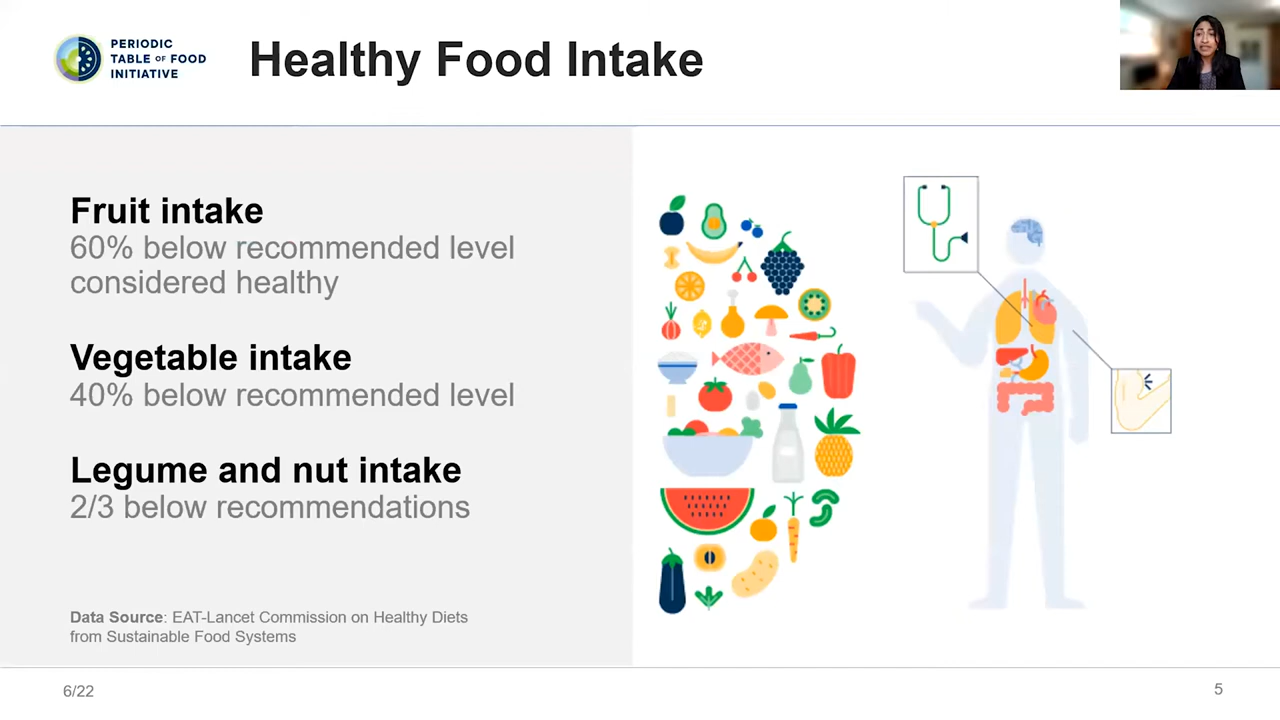 PERIODIC
TABLE OF FOOD
INITIATIVE
Healthy Food Intake
Fruit intake
60% below recommended level
considered healthy
Vegetable intake
40% below recommended level
Legume and nut intake
2/3 below recommendations
Data Source: EAT-Lancet Commission on Healthy Diets
from Sustainable Food Systems
6/22
5